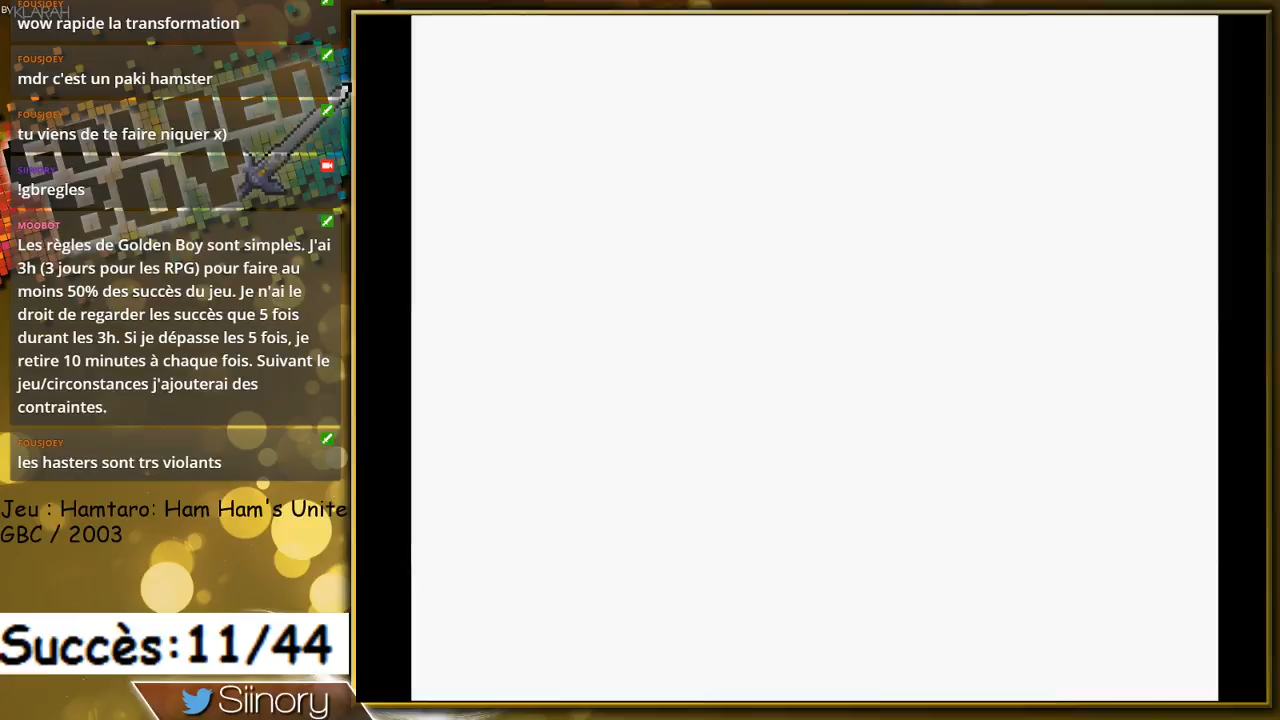 BY KLARAH
FOUSJOEY
wow rapide la transformation
FOUSJOEY
mdr c'est un paki hamster
FOUSJOEY
tu viens de te faire niquer x)
SIINORY
!gbregles
MOOBOT
Les règles de Golden Boy sont simples. J'ai
3h (3 jours pour les RPG) pour faire au
moins 50% des succès du jeu. Je n'ai le
droit de regarder les succès que 5 fois
durant les 3h. Si je dépasse les 5 fois, je
retire 10 minutes à chaque fois. Suivant le
jeu/circonstances j'ajouterai des
contraintes.
FOUSJOEY
les hasters sont trs violants
Jeu : Hamtaro: Ham Ham's Unite
GBC / 2003
Succès:11/44
Siinory